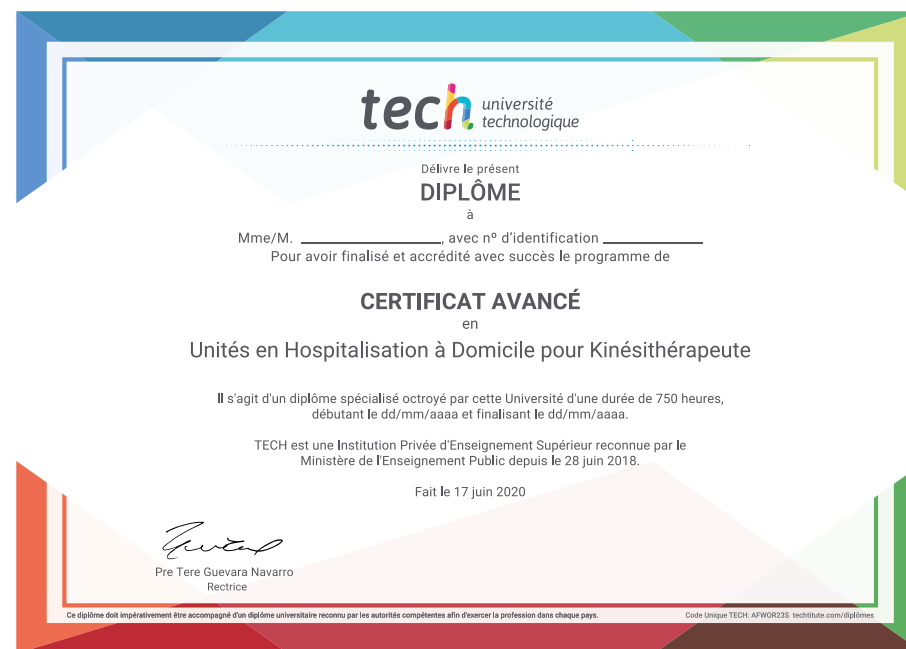 tech université
technologique
Délivre le présent
DIPLÔME
à
Mme/M. ____________________, avec nº d'identification ______________
Pour avoir finalisé et accrédité avec succès le programme de
CERTIFICAT AVANCÉ
en
Unités en Hospitalisation à Domicile pour Kinésithérapeute
Il s'agit d'un diplôme spécialisé octroyé par cette Université d'une durée de 750 heures,
débutant le dd/mm/aaaa et finalisant le dd/mm/aaaa.
TECH est une Institution Privée d'Enseignement Supérieur reconnue par le
Ministère de l'Enseignement Public depuis le 28 juin 2018.
Fait le 17 juin 2020
Pre Tere Guevara Navarro
Rectrice
Ce diplôme doit impérativement être accompagné d'un diplôme universitaire reconnu par les autorités compétentes afin d'exercer la profession dans chaque pays.
Code Unique TECH: AFWOR23S techtitute.com/diplômes